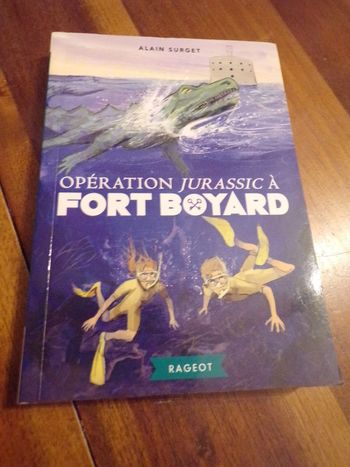 ALAIN SURGET
OPÉRATION JURASSIC À
FORT BOYARD
RAGEOT